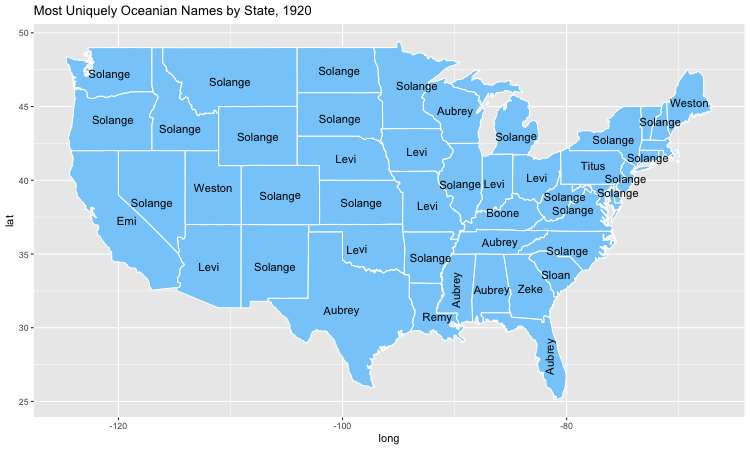 Most Uniquely Oceanian Names by State, 1920
50
45
40
35
30
25
lat
Solange
Solange
Solange
Solange
Aubrey
Weston
Solange
Solange
Solange
Solange
Solange
Solange
Solange
Levi
Levi
Titus
Solange
Weston
Solange
Levi
Levi
Solange
Solange
Solange
Solange
Solange
Solange
Levi
Boone
Solange
Emi
Levi
Aubrey
Solange
Levi
Solange
Solange
Sloan
Aubrey
Aubrey
Zeke
Aubrey
Remy
Aubrey
-120
-100
-80
long